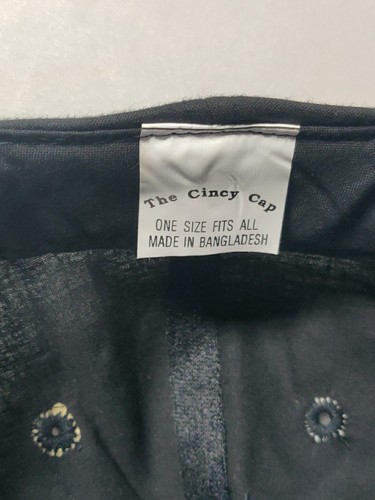 The Cincy Cap
ONE SIZE FITS ALL
MADE IN BANGLADESH